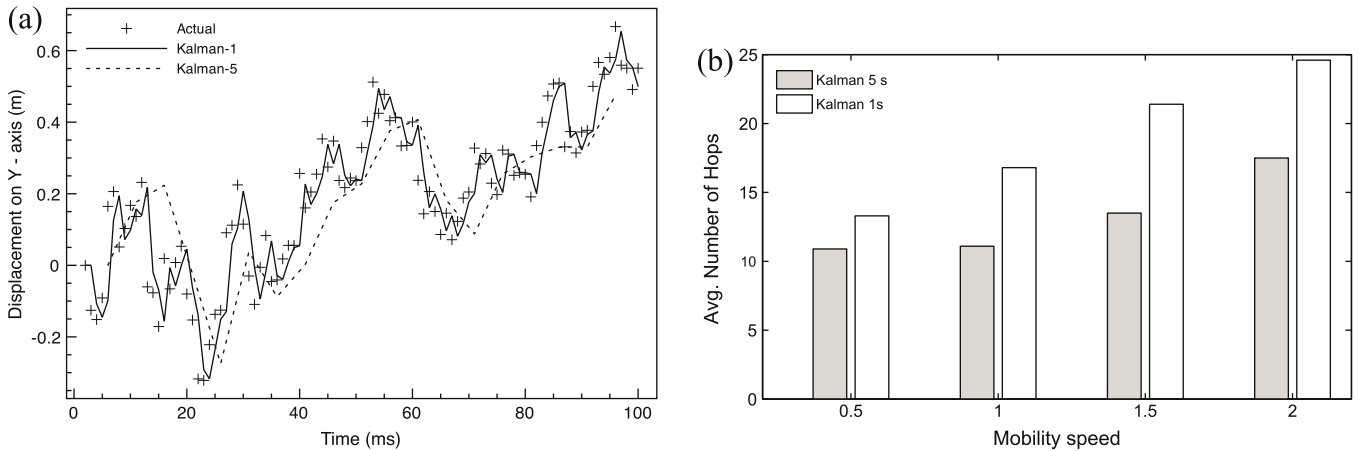 (a)
Actual
Kalman-1
Kalman-5
Displacement on Y - axis (m)
0.6
0.4
0.2
0
-0.2
0 20 40 60 80 100
Time (ms)
(b)
Kalman 5 s
Kalman 1s
Avg. Number of Hops
25
20
15
10
5
0
0.5 1 1.5 2
Mobility speed